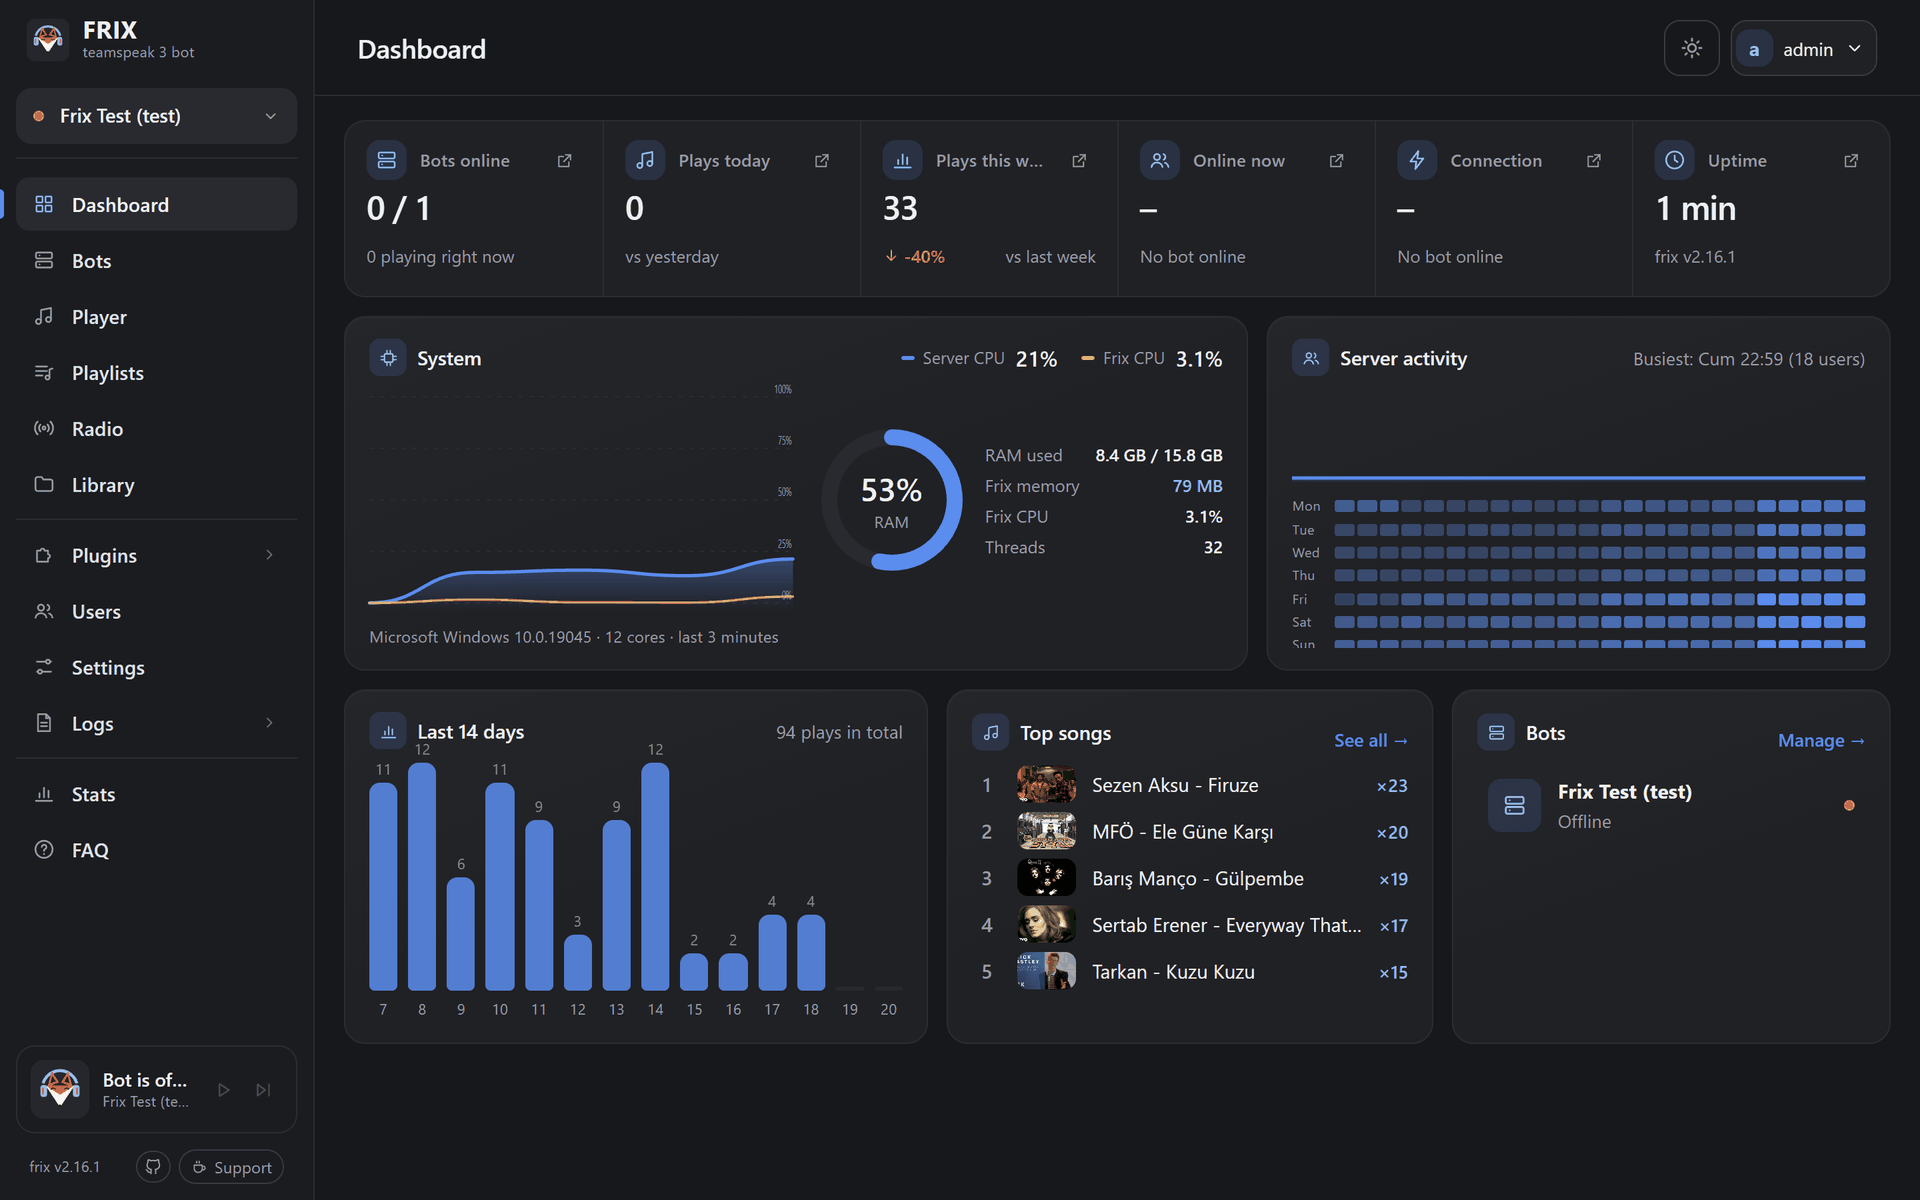 FRIX
teamspeak 3 bot
Frix Test (test)
Dashboard
Bots
Player
Playlists
Radio
Library
Plugins
Users
Settings
Logs
Stats
FAQ
Bot is of...
Frix Test (te...
frix v2.16.1
Support
Dashboard
a admin
Bots online
0 / 1
0 playing right now
Plays today
0
vs yesterday
Plays this w...
33
↓ -40% vs last week
Online now
–
No bot online
Connection
–
No bot online
Uptime
1 min
frix v2.16.1
System
Server CPU 21% Frix CPU 3.1%
100%
75%
50%
25%
0%
53%
RAM
RAM used 8.4 GB / 15.8 GB
Frix memory 79 MB
Frix CPU 3.1%
Threads 32
Microsoft Windows 10.0.19045 · 12 cores · last 3 minutes
Server activity
Busiest: Cum 22:59 (18 users)
Mon
Tue
Wed
Thu
Fri
Sat
Sun
Last 14 days
94 plays in total
11 12 6 11 9 3 9 12 2 2 4 4
7 8 9 10 11 12 13 14 15 16 17 18 19 20
Top songs
See all →
1 Sezen Aksu - Firuze ×23
2 MFÖ - Ele Güne Karşı ×20
3 Barış Manço - Gülpembe ×19
4 Sertab Erener - Everyway That... ×17
5 Tarkan - Kuzu Kuzu ×15
Bots
Manage →
Frix Test (test)
Offline